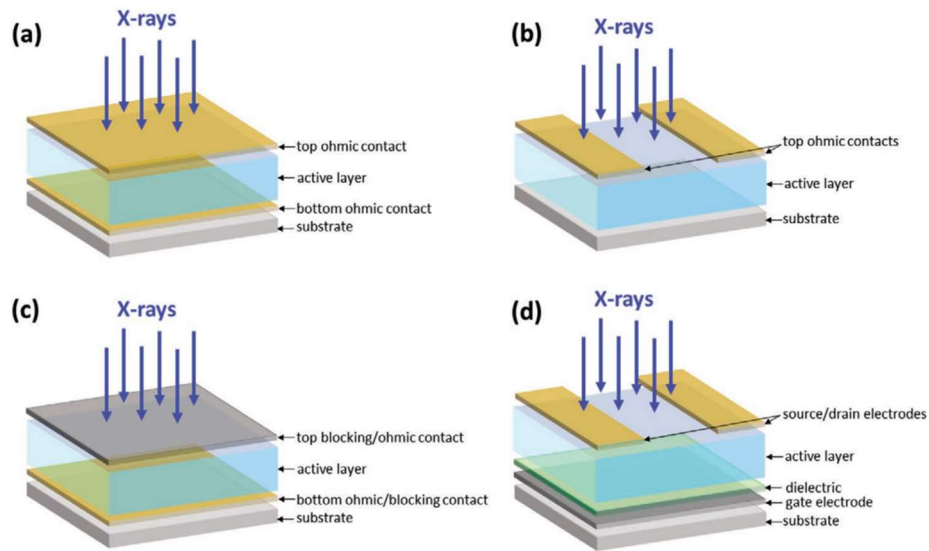 (a)
X-rays
top ohmic contact
active layer
bottom ohmic contact
substrate
(b)
X-rays
top ohmic contacts
active layer
substrate
(c)
X-rays
top blocking/ohmic contact
active layer
bottom ohmic/blocking contact
substrate
(d)
X-rays
source/drain electrodes
active layer
dielectric
gate electrode
substrate